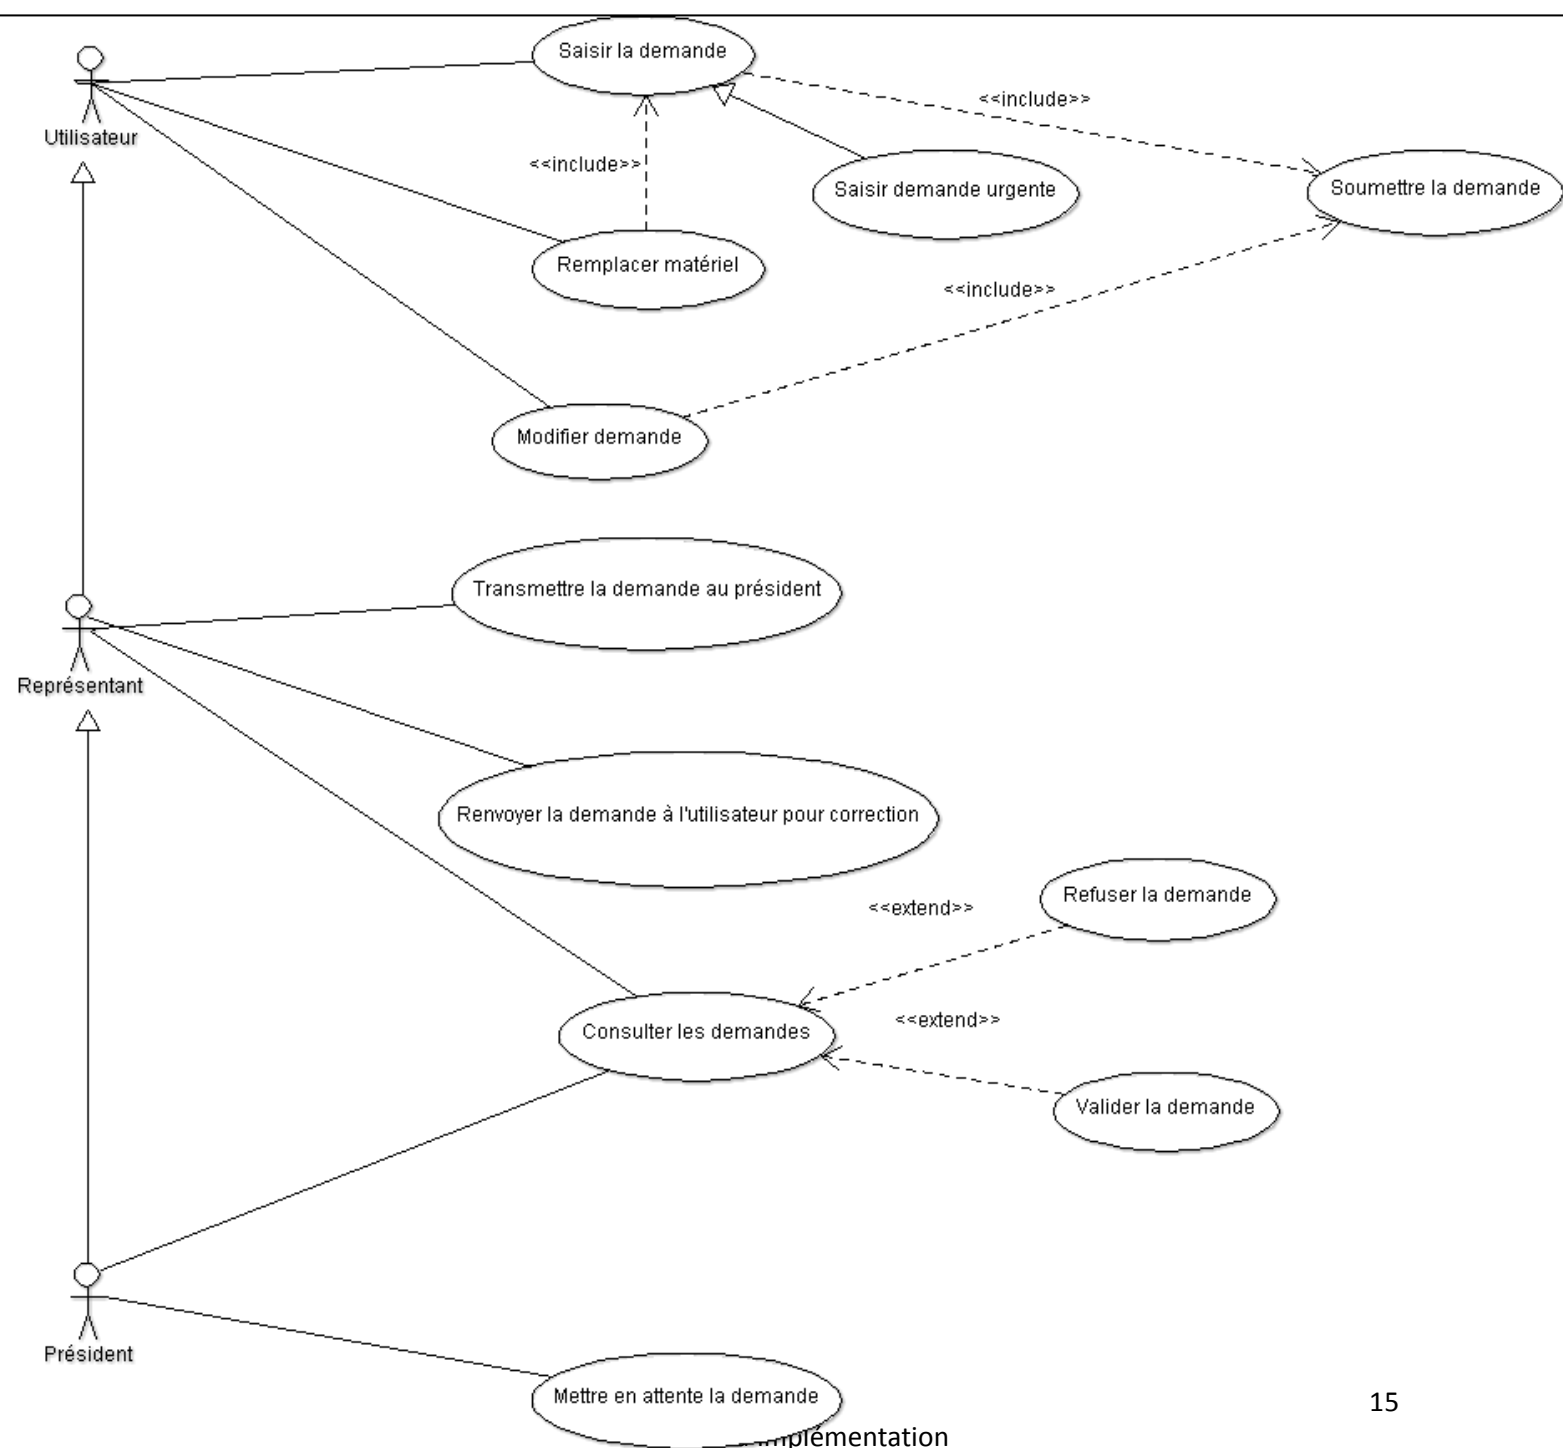 Saisir la demande
<<include>>
Utilisateur
<<include>>
Saisir demande urgente
Soumettre la demande
Remplacer matériel
<<include>>
Modifier demande
Transmettre la demande au président
Représentant
Renvoyer la demande à l'utilisateur pour correction
Refuser la demande
<<extend>>
<<extend>>
Consulter les demandes
Valider la demande
Président
Mettre en attente la demande
15